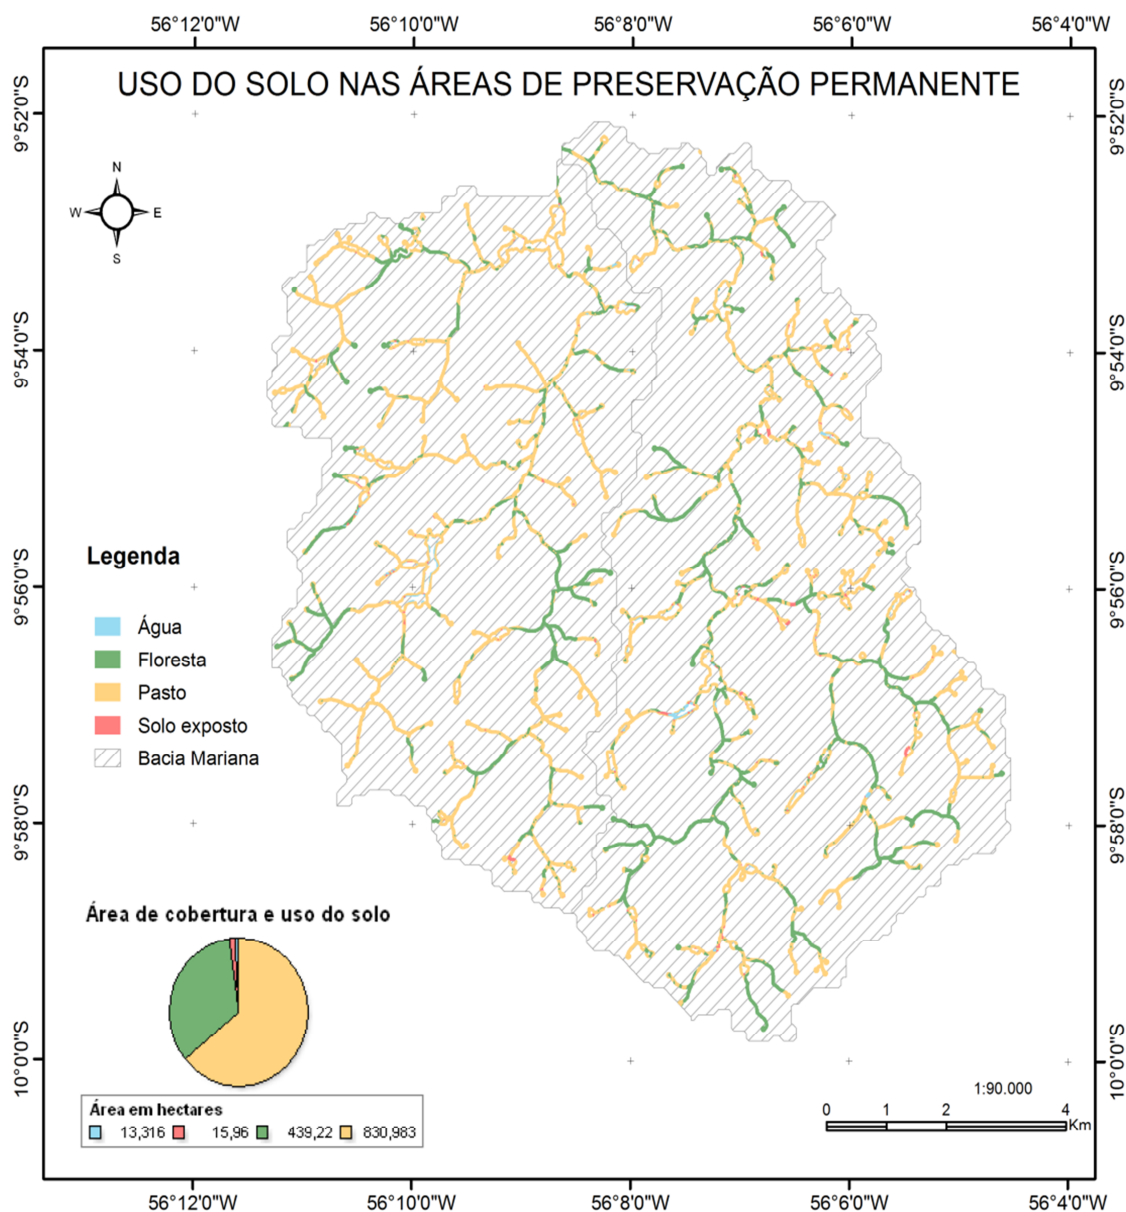 56°12'0"W 56°10'0"W 56°8'0"W 56°6'0"W 56°4'0"W
USO DO SOLO NAS ÁREAS DE PRESERVAÇÃO PERMANENTE
9°52'0"S 9°52'0"S
N
W E
S
9°54'0"S 9°54'0"S
Legenda
9°56'0"S 9°56'0"S
Água
Floresta
Pasto
Solo exposto
Bacia Mariana
9°58'0"S 9°58'0"S
Área de cobertura e uso do solo
10°0'0"S 10°0'0"S
Área em hectares
13,316 15,96 439,22 830,983
1:90.000
0 1 2 4
Km
56°12'0"W 56°10'0"W 56°8'0"W 56°6'0"W 56°4'0"W